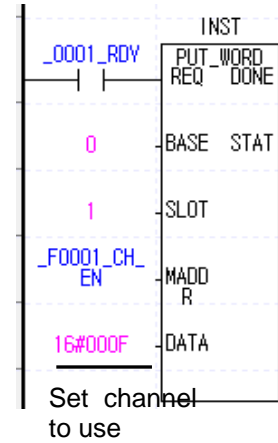 INST
_0001_RDY
PUT_WORD
REQ DONE
0
BASE STAT
1
SLOT
_F0001_CH_
EN
MADD
R
16#000F
DATA
Set channel
to use